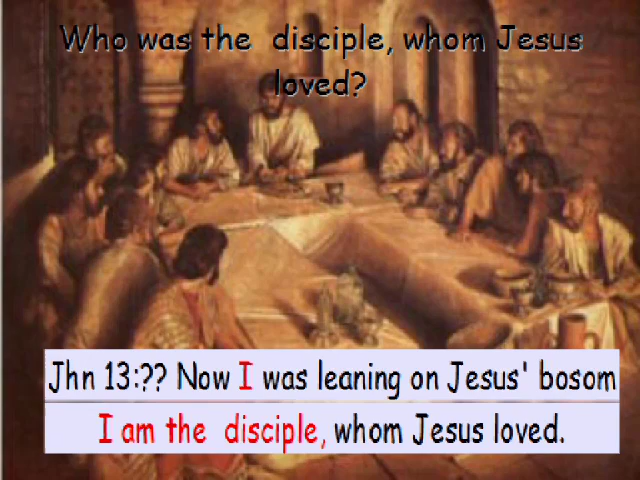 Who was the disciple, whom Jesus
loved?
Jhn 13:?? Now I was leaning on Jesus' bosom
I am the disciple, whom Jesus loved.